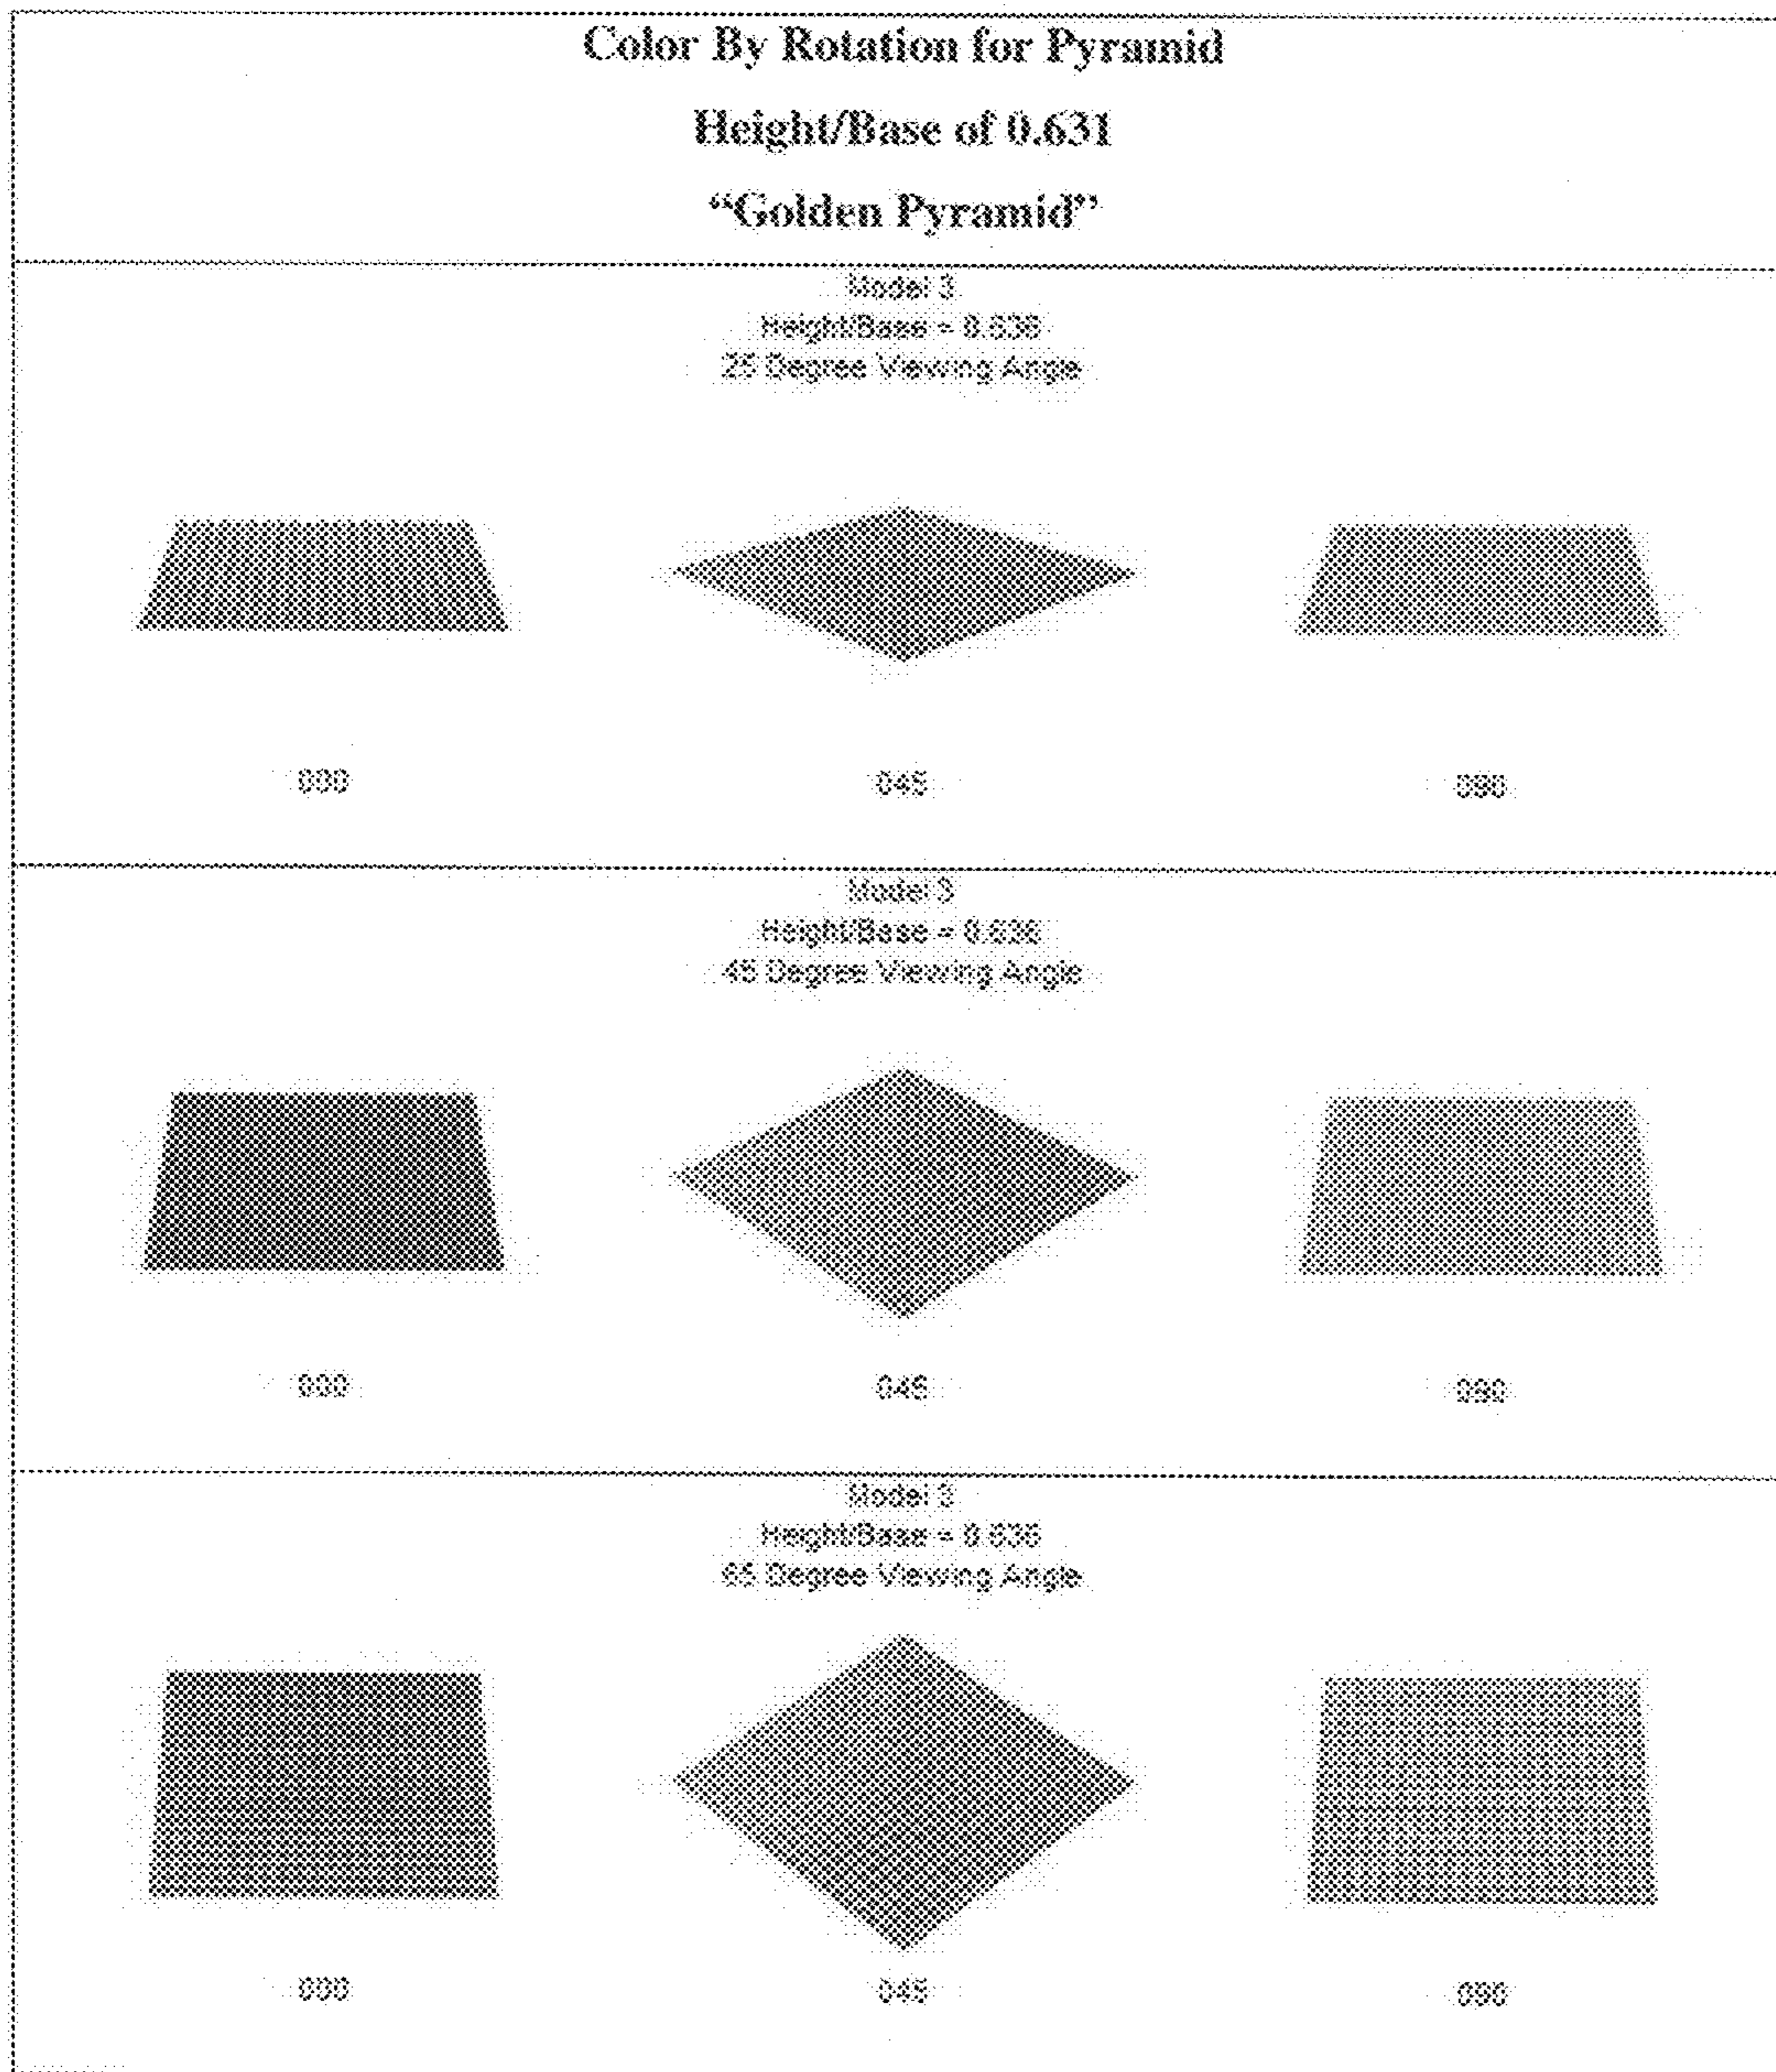 Color By Rotation for Pyramid
Height/Base of 0.631
“Golden Pyramid”
Model 3
Height/Base = 0.636
25 Degree Viewing Angle
000 045 090
Model 3
Height/Base = 0.636
45 Degree Viewing Angle
000 045 090
Model 3
Height/Base = 0.636
65 Degree Viewing Angle
000 045 090